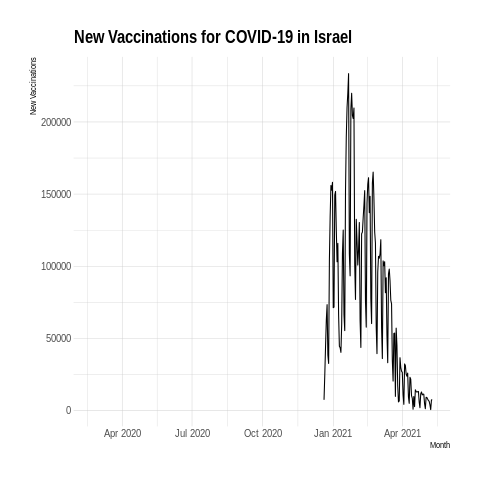 New Vaccinations for COVID-19 in Israel
New Vaccinations
200000
150000
100000
50000
0
Apr 2020 Jul 2020 Oct 2020 Jan 2021 Apr 2021
Month